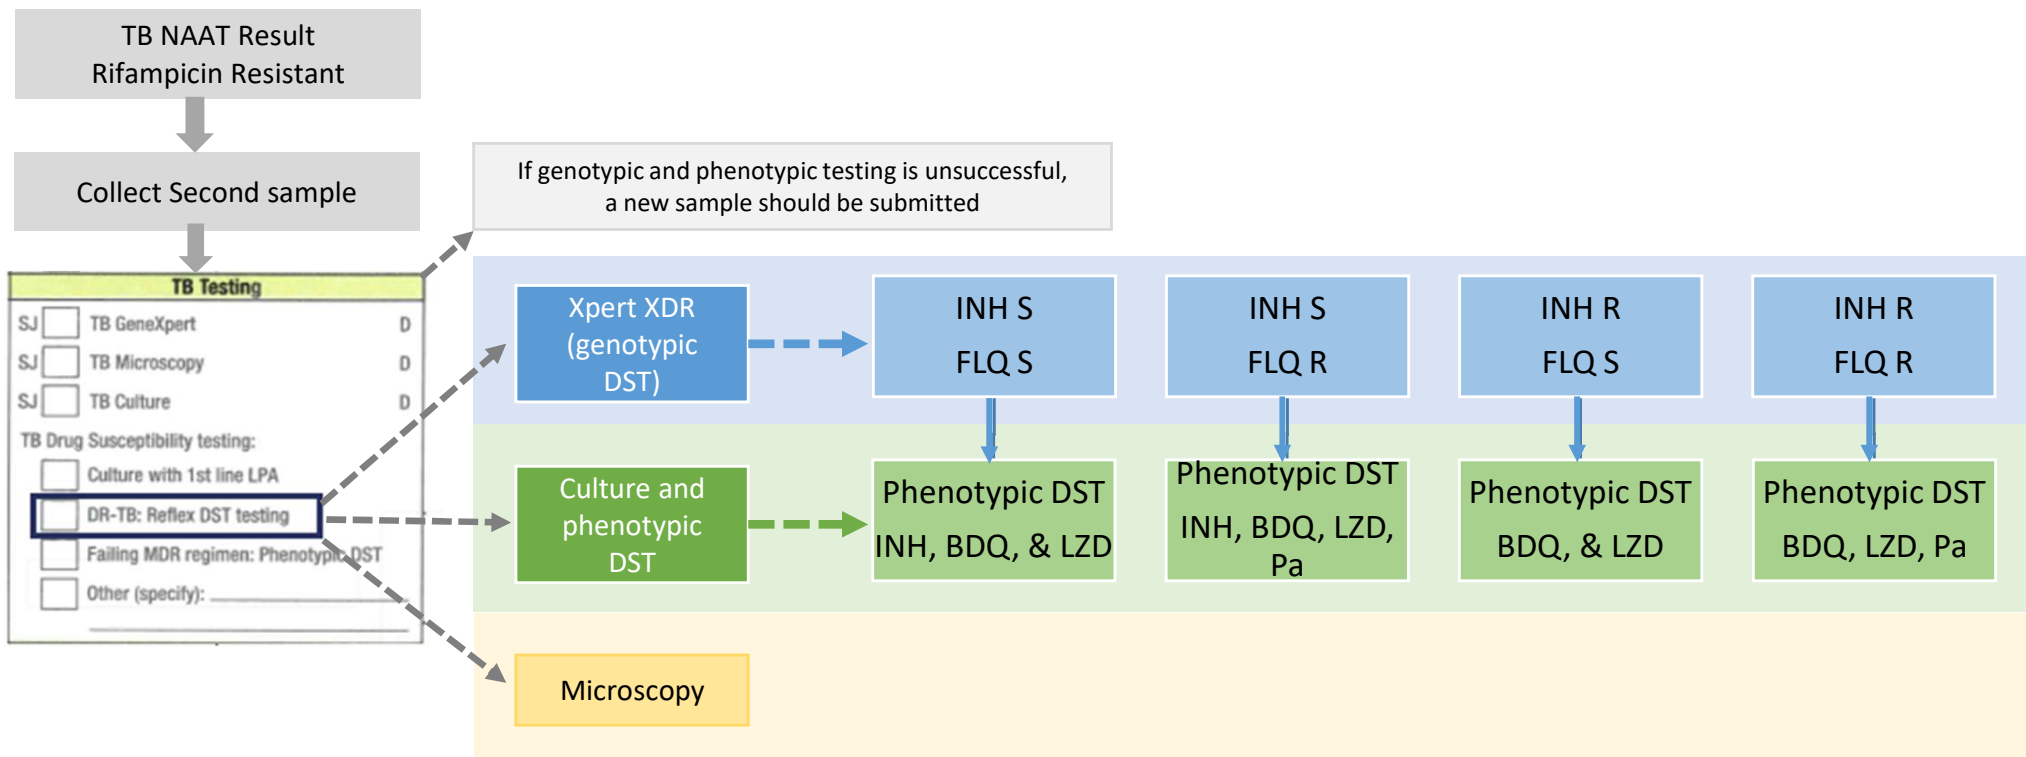 TB NAAT Result
Rifampicin Resistant
Collect Second sample
If genotypic and phenotypic testing is unsuccessful,
a new sample should be submitted
TB Testing
SJ TB GeneXpert D
SJ TB Microscopy D
SJ TB Culture D
TB Drug Susceptibility testing:
Culture with 1st line LPA
DR-TB: Reflex DST testing
Failing MDR regimen: Phenotypic DST
Other (specify):
Xpert XDR
(genotypic
DST)
INH S
FLQ S
INH S
FLQ R
INH R
FLQ S
INH R
FLQ R
Culture and
phenotypic
DST
Phenotypic DST
INH, BDQ, & LZD
Phenotypic DST
INH, BDQ, LZD,
Pa
Phenotypic DST
BDQ, & LZD
Phenotypic DST
BDQ, LZD, Pa
Microscopy